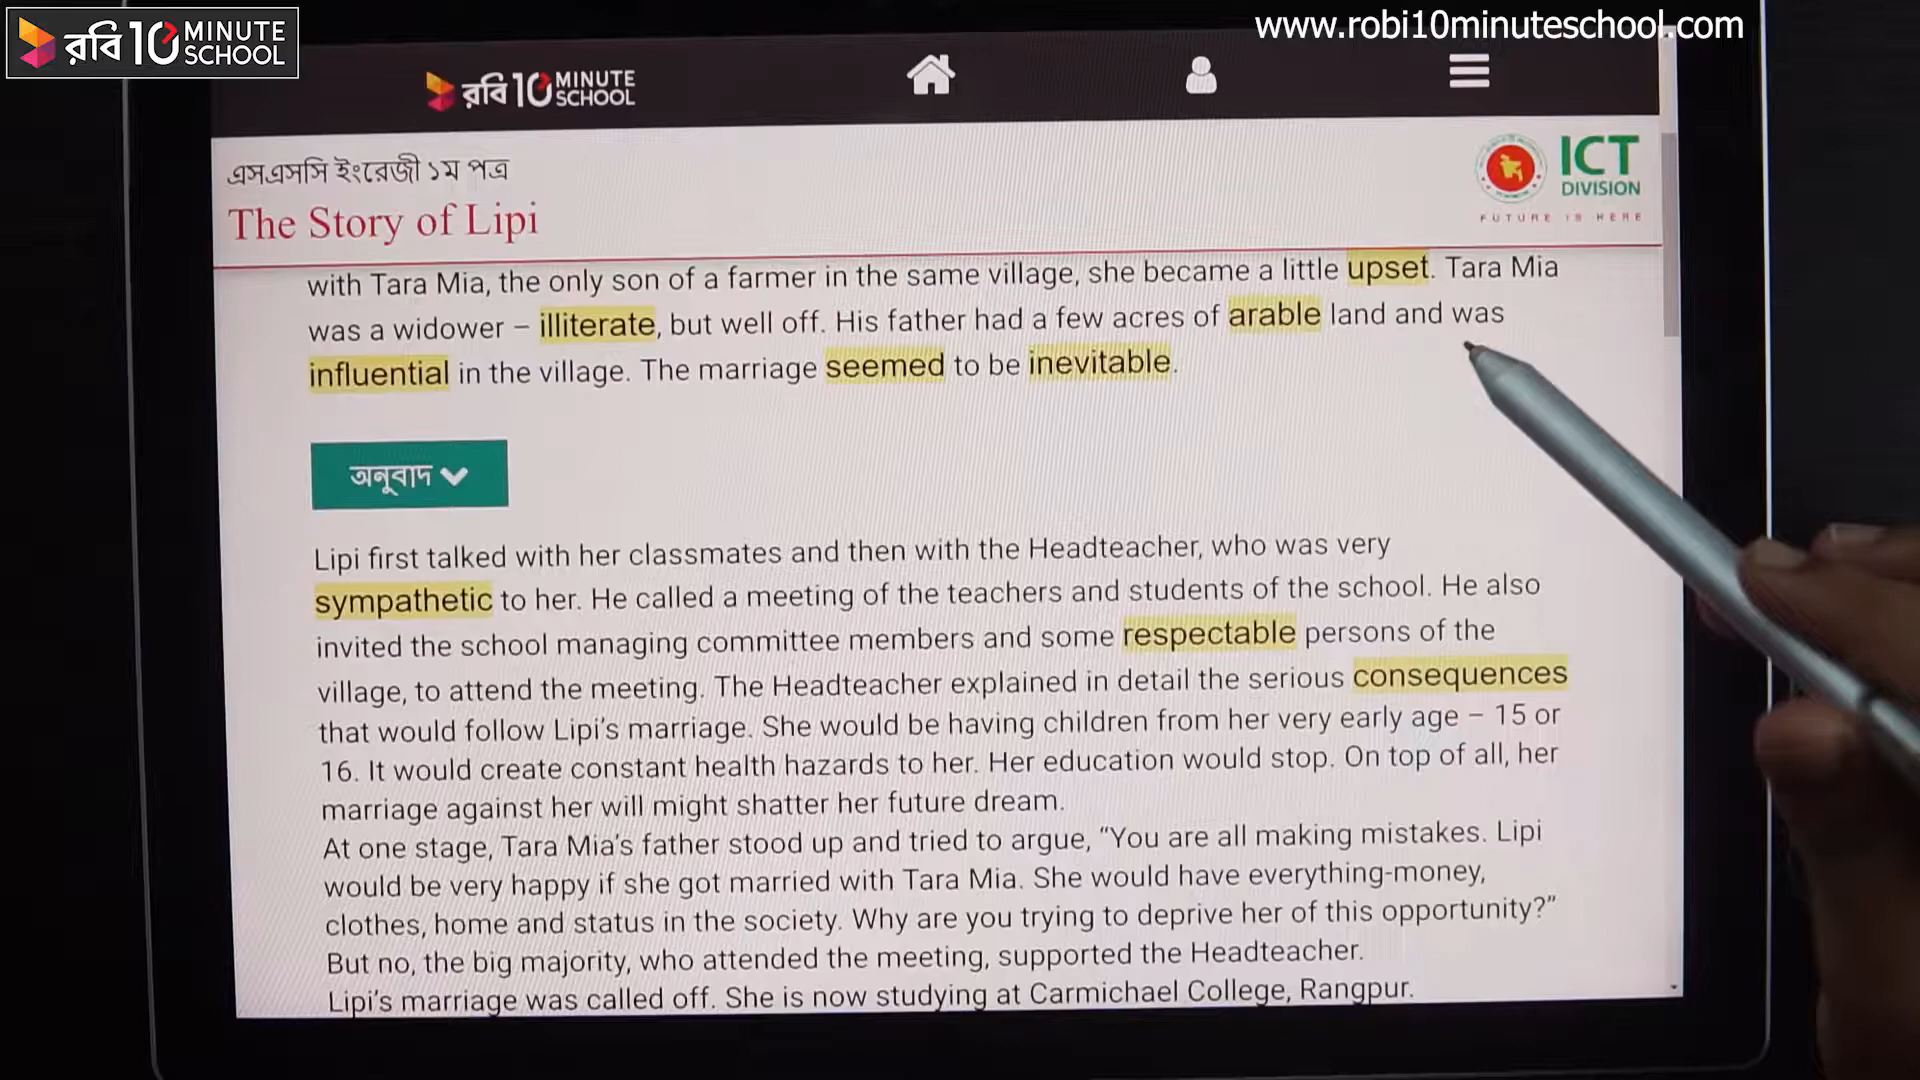 রবি 10 MINUTE SCHOOL
www.robi10minuteschool.com
রবি 10 MINUTE SCHOOL
এসএসসি ইংরেজী ১ম পত্র
The Story of Lipi
ICT
DIVISION
FUTURE IS HERE
with Tara Mia, the only son of a farmer in the same village, she became a little upset. Tara Mia
was a widower – illiterate, but well off. His father had a few acres of arable land and was
influential in the village. The marriage seemed to be inevitable.
অনুবাদ
Lipi first talked with her classmates and then with the Headteacher, who was very
sympathetic to her. He called a meeting of the teachers and students of the school. He also
invited the school managing committee members and some respectable persons of the
village, to attend the meeting. The Headteacher explained in detail the serious consequences
that would follow Lipi’s marriage. She would be having children from her very early age – 15 or
16. It would create constant health hazards to her. Her education would stop. On top of all, her
marriage against her will might shatter her future dream.
At one stage, Tara Mia’s father stood up and tried to argue, “You are all making mistakes. Lipi
would be very happy if she got married with Tara Mia. She would have everything-money,
clothes, home and status in the society. Why are you trying to deprive her of this opportunity?”
But no, the big majority, who attended the meeting, supported the Headteacher.
Lipi’s marriage was called off. She is now studying at Carmichael College, Rangpur.